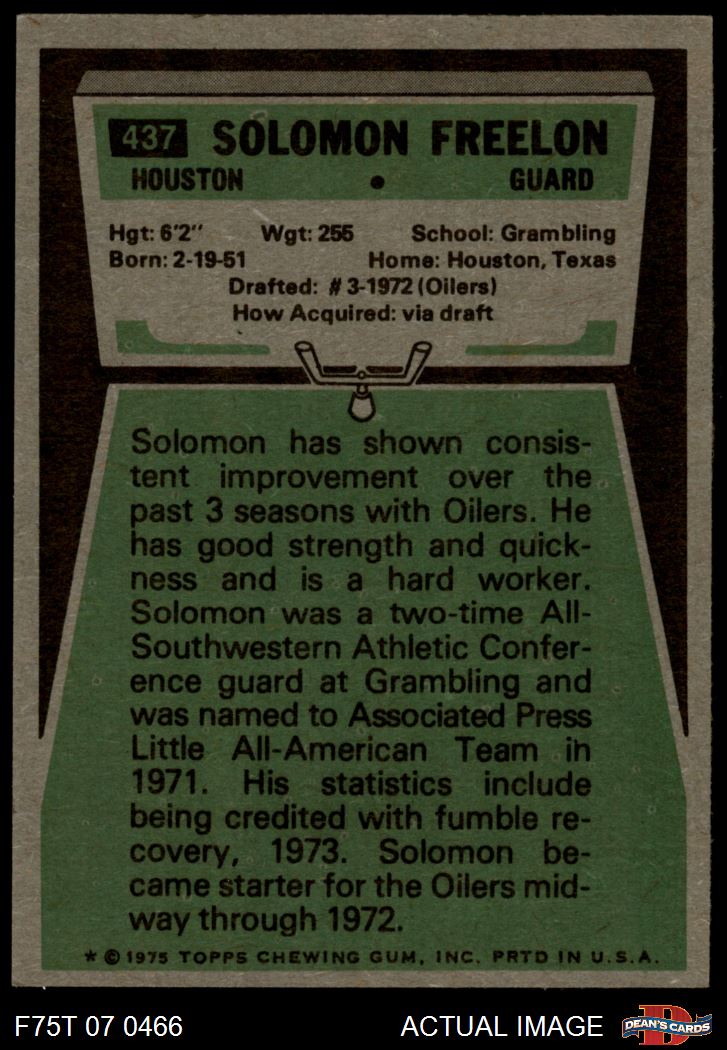 437 SOLOMON FREELON
HOUSTON • GUARD
Hgt: 6'2" Wgt: 255 School: Grambling
Born: 2-19-51 Home: Houston, Texas
Drafted: #3-1972 (Oilers)
How Acquired: via draft
Solomon has shown consis-
tent improvement over the
past 3 seasons with Oilers. He
has good strength and quick-
ness and is a hard worker.
Solomon was a two-time All-
Southwestern Athletic Confer-
ence guard at Grambling and
was named to Associated Press
Little All-American Team in
1971. His statistics include
being credited with fumble re-
covery, 1973. Solomon be-
came starter for the Oilers mid-
way through 1972.
* © 1975 TOPPS CHEWING GUM, INC. PRTD IN U.S.A.
F75T 07 0466 ACTUAL IMAGE D DEAN'S CARDS